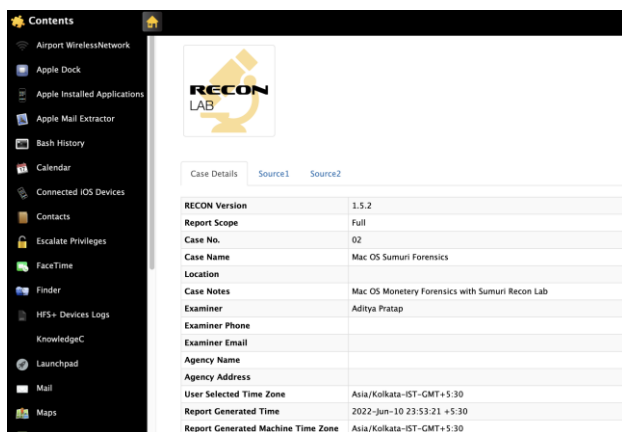 Contents
Airport WirelessNetwork
Apple Dock
Apple Installed Applications
Apple Mail Extractor
Bash History
Calendar
Connected iOS Devices
Contacts
Escalate Privileges
FaceTime
Finder
HFS+ Devices Logs
KnowledgeC
Launchpad
Mail
Maps
RECON
LAB
Case Details Source1 Source2
RECON Version 1.5.2
Report Scope Full
Case No. 02
Case Name Mac OS Sumuri Forensics
Location
Case Notes Mac OS Monetery Forensics with Sumuri Recon Lab
Examiner Aditya Pratap
Examiner Phone
Examiner Email
Agency Name
Agency Address
User Selected Time Zone Asia/Kolkata-IST-GMT+5:30
Report Generated Time 2022-Jun-10 23:53:21 +5:30
Report Generated Machine Time Zone Asia/Kolkata-IST-GMT+5:30